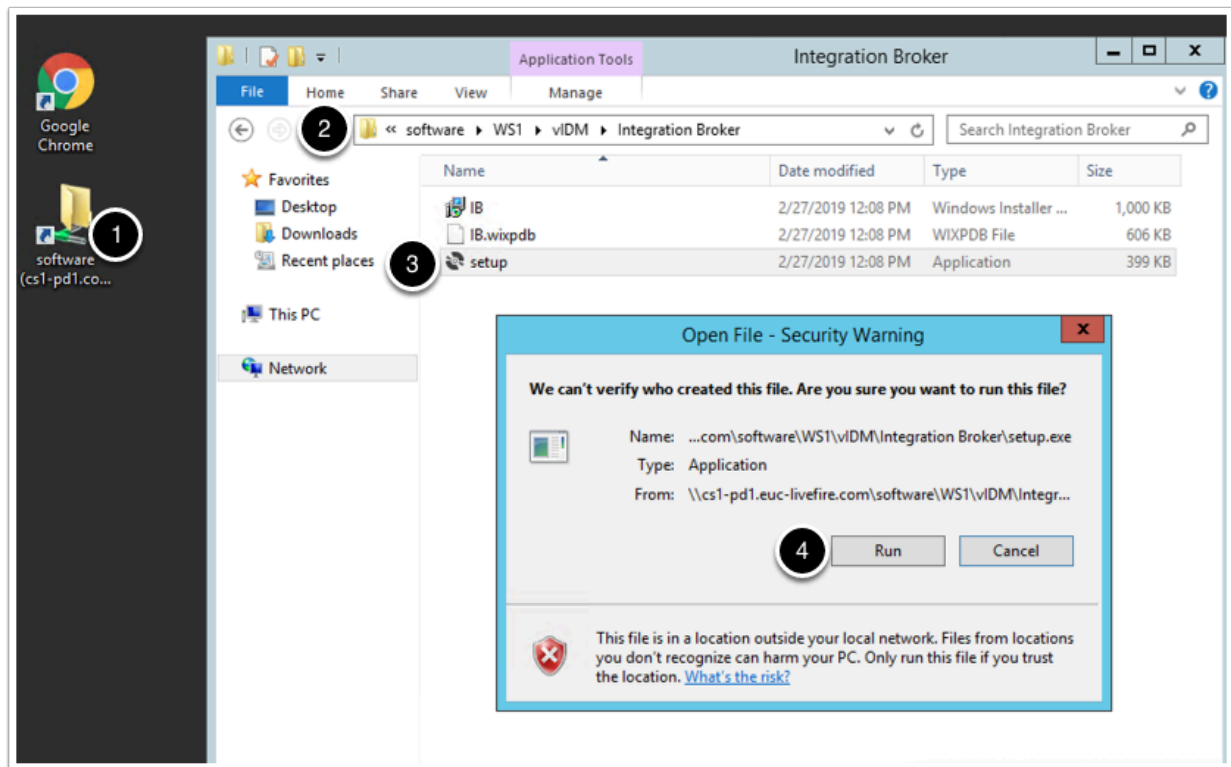 Application Tools
Integration Broker
File Home Share View Manage
Google
Chrome
2
« software WS1 vIDM Integration Broker
Search Integration Broker
Name Date modified Type Size
Favorites
Desktop
Downloads
Recent places
This PC
Network
IB 2/27/2019 12:08 PM Windows Installer ... 1,000 KB
IB.wixpdb 2/27/2019 12:08 PM WIXPDB File 606 KB
3 setup 2/27/2019 12:08 PM Application 399 KB
1
software
(cs1-pd1.co...
Open File - Security Warning
We can't verify who created this file. Are you sure you want to run this file?
Name: ...com\software\WS1\vIDM\Integration Broker\setup.exe
Type: Application
From: \\cs1-pd1.euc-livefire.com\software\WS1\vIDM\Integr...
4
Run Cancel
This file is in a location outside your local network. Files from locations
you don't recognize can harm your PC. Only run this file if you trust
the location. What's the risk?